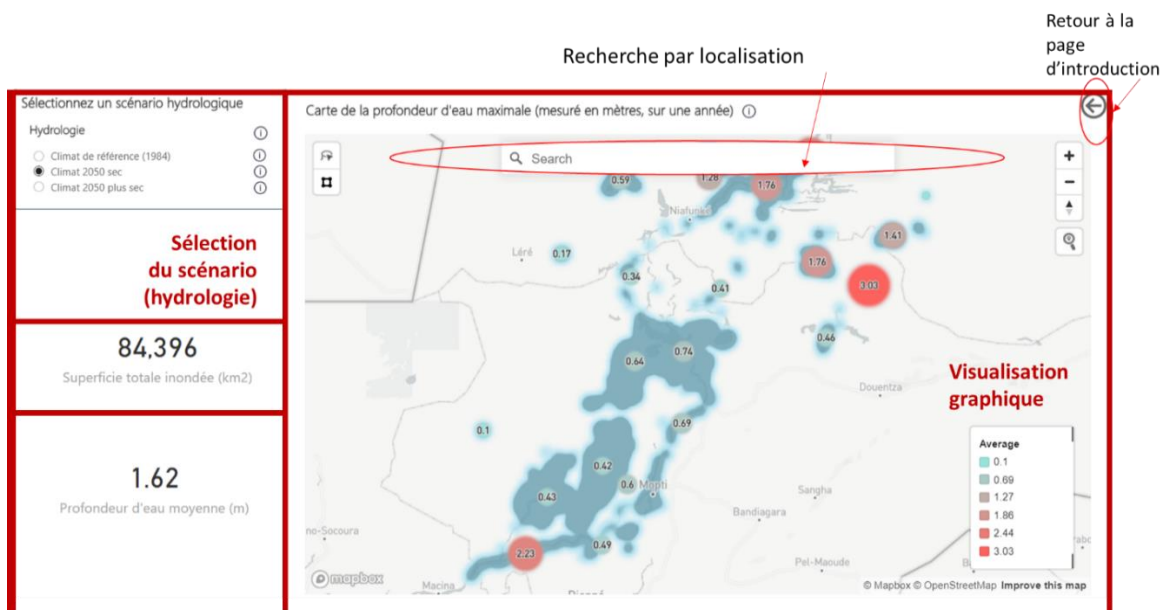 Retour à la
page
d'introduction
Recherche par localisation
Sélectionnez un scénario hydrologique
Hydrologie
Climat de référence (1984)
Climat 2050 sec
Climat 2050 plus sec
Sélection
du scénario
(hydrologie)
84,396
Superficie totale inondée (km2)
1.62
Profondeur d'eau moyenne (m)
Carte de la profondeur d'eau maximale (mesuré en mètres, sur une année)
Search
0.59
1.28
1.76
Niafunké
1.41
Léré
0.17
1.76
0.34
0.41
3.03
0.46
0.64
0.74
Douentza
Visualisation
graphique
0.1
0.69
0.42
0.43
0.6
Mopti
Sangha
Bandiagara
no-Socoura
0.49
2.23
Pel-Maoude
Macina
Average
0.1
0.69
1.27
1.86
2.44
3.03
mapbox
© Mapbox © OpenStreetMap Improve this map